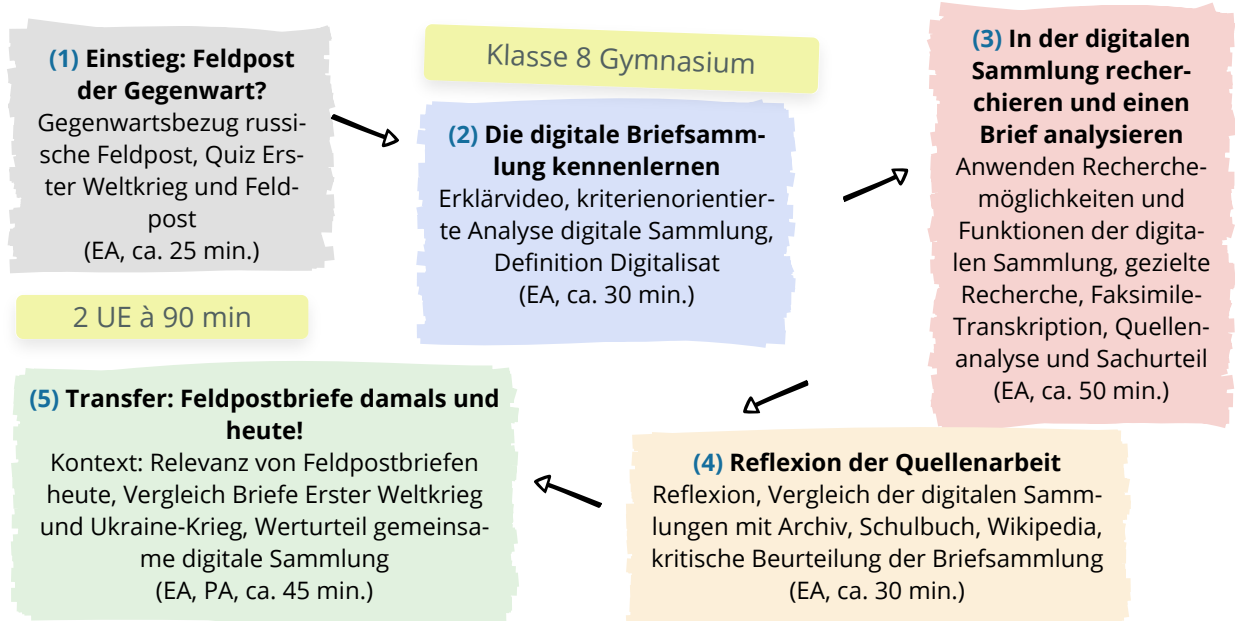 (1) Einstieg: Feldpost
der Gegenwart?
Gegenwartsbezug russi-
sche Feldpost, Quiz Ers-
ter Weltkrieg und Feld-
post
(EA, ca. 25 min.)
Klasse 8 Gymnasium
(2) Die digitale Briefsamm-
lung kennenlernen
Erklärvideo, kriterienorientier-
te Analyse digitale Sammlung,
Definition Digitalisat
(EA, ca. 30 min.)
(3) In der digitalen
Sammlung recher-
chieren und einen
Brief analysieren
Anwenden Recherche-
möglichkeiten und
Funktionen der digita-
len Sammlung, gezielte
Recherche, Faksimile-
Transkription, Quellen-
analyse und Sachurteil
(EA, ca. 50 min.)
2 UE à 90 min
(4) Reflexion der Quellenarbeit
Reflexion, Vergleich der digitalen Samm-
lungen mit Archiv, Schulbuch, Wikipedia,
kritische Beurteilung der Briefsammlung
(EA, ca. 30 min.)
(5) Transfer: Feldpostbriefe damals und
heute!
Kontext: Relevanz von Feldpostbriefen
heute, Vergleich Briefe Erster Weltkrieg
und Ukraine-Krieg, Werturteil gemeinsa-
me digitale Sammlung
(EA, PA, ca. 45 min.)